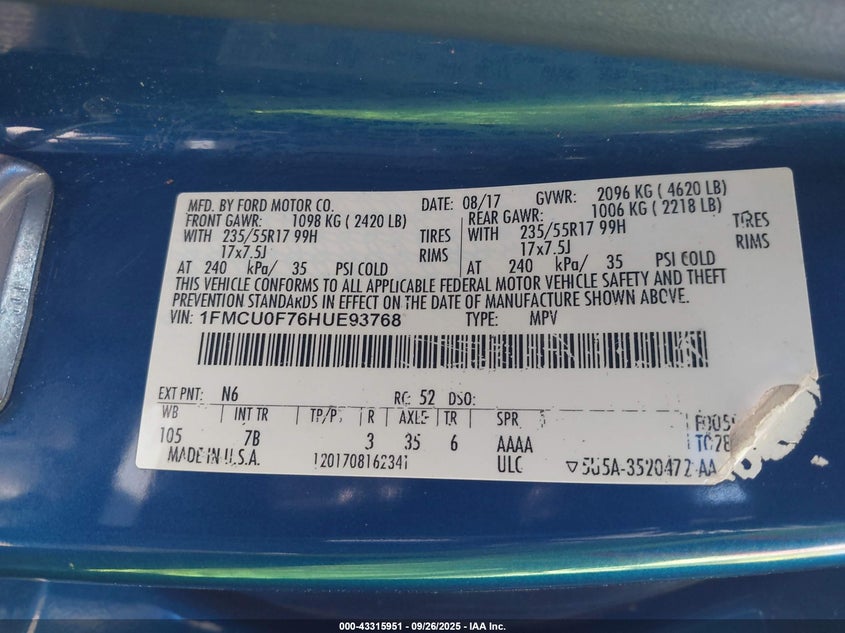 MFD. BY FORD MOTOR CO. DATE: 08/17 GVWR: 2096 KG ( 4620 LB)
FRONT GAWR: 1098 KG ( 2420 LB) REAR GAWR: 1006 KG ( 2218 LB)
WITH 235/55R17 99H TIRES WITH 235/55R17 99H TIRES
17x7.5J RIMS 17x7.5J RIMS
AT 240 kPa/ 35 PSI COLD AT 240 kPa/ 35 PSI COLD
THIS VEHICLE CONFORMS TO ALL APPLICABLE FEDERAL MOTOR VEHICLE SAFETY AND THEFT
PREVENTION STANDARDS IN EFFECT ON THE DATE OF MANUFACTURE SHOWN ABOVE.
VIN: 1FMCU0F76HUE93768 TYPE: MPV
EXT PNT: N6 RC: 52 DSO:
WB INT TR TP/PS R AXLE TR SPR
105 7B 3 35 6 AAAA
MADE IN U.S.A. 1201708162341 ULC
000-43315951 | 09/26/2025 - IAA Inc.